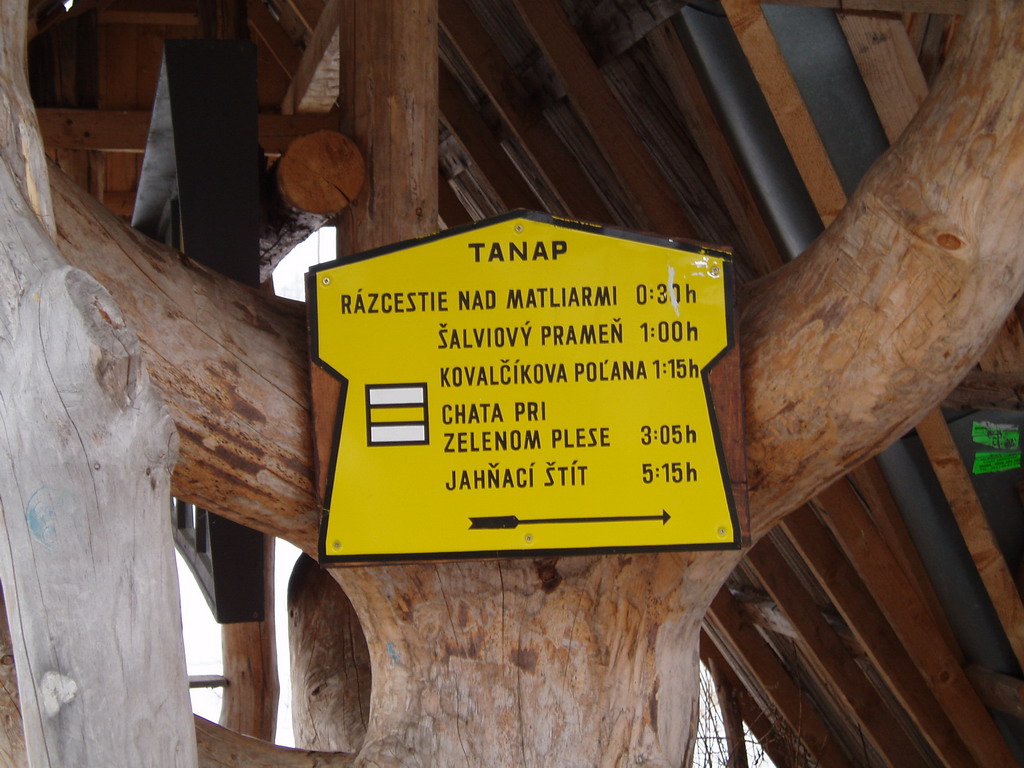 TANAP
RÁZCESTIE NAD MATLIARMI 0:30h
ŠALVIOVÝ PRAMEŇ 1:00h
KOVALČÍKOVA POĽANA 1:15h
CHATA PRI
ZELENOM PLESE 3:05h
JAHŇACÍ ŠTÍT 5:15h